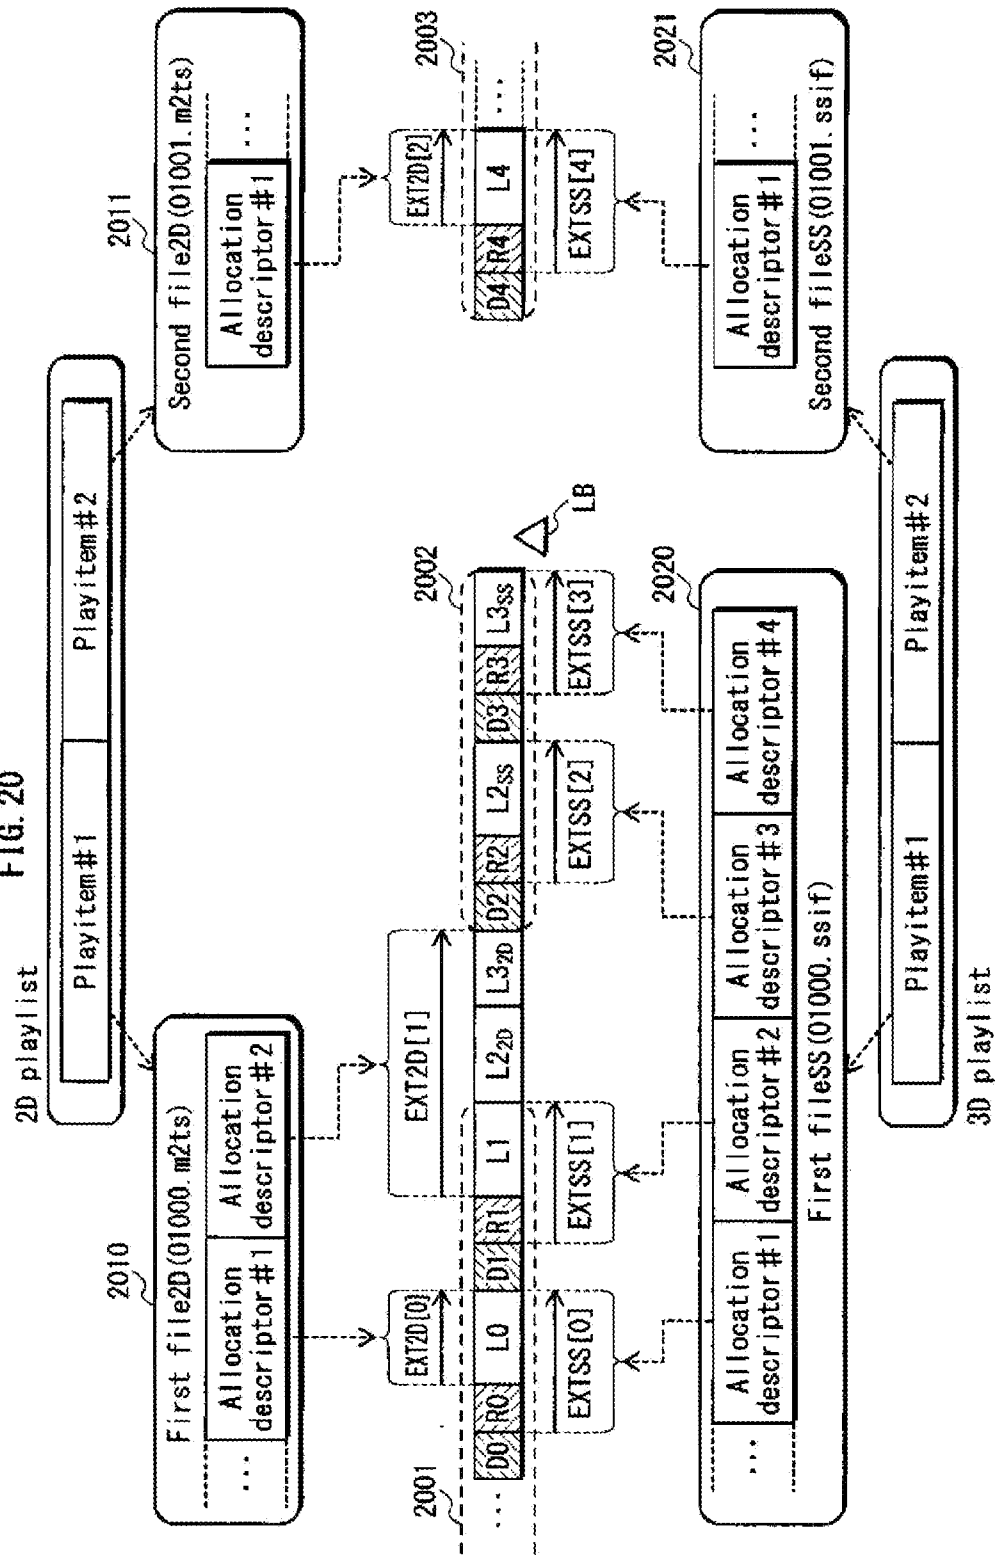 FIG. 20
2D playlist
Playitem#1 Playitem#2
2010
2011
First file2D(01000.m2ts)
Second file2D(01001.m2ts)
... Allocation descriptor#1 Allocation descriptor#2
Allocation descriptor#1 ...
EXT2D[0] EXT2D[1] EXT2D[2]
2001 2002 2003
... D0 R0 L0 D1 R1 L1 L22D L32D D2 R2 L2SS D3 R3 L3SS
D4 R4 L4 ...
LB
EXTSS[0] EXTSS[1] EXTSS[2] EXTSS[3] EXTSS[4]
2020
2021
... Allocation descriptor#1 Allocation descriptor#2 Allocation descriptor#3 Allocation descriptor#4
Allocation descriptor#1 ...
First fileSS(01000.ssif)
Second fileSS(01001.ssif)
Playitem#1 Playitem#2
3D playlist